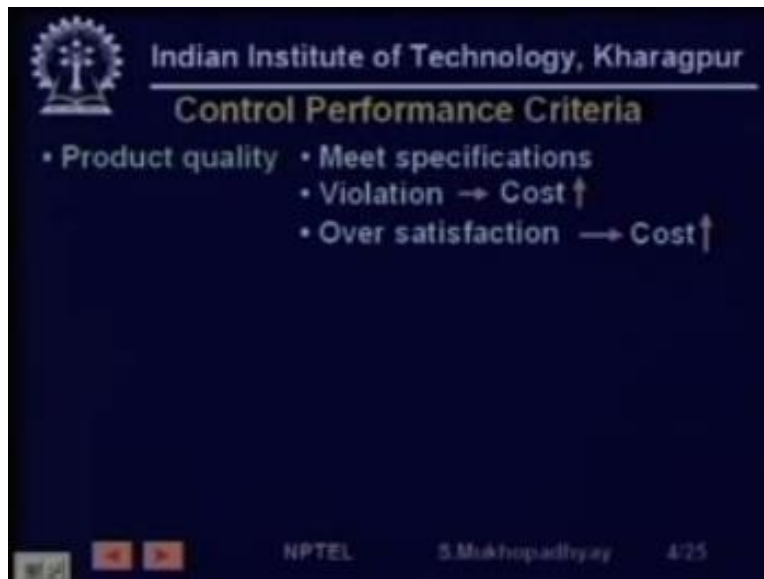 Indian Institute of Technology, Kharagpur
Control Performance Criteria
• Product quality • Meet specifications
• Violation → Cost ↑
• Over satisfaction → Cost ↑
NPTEL S.Mukhopadhyay 4/25